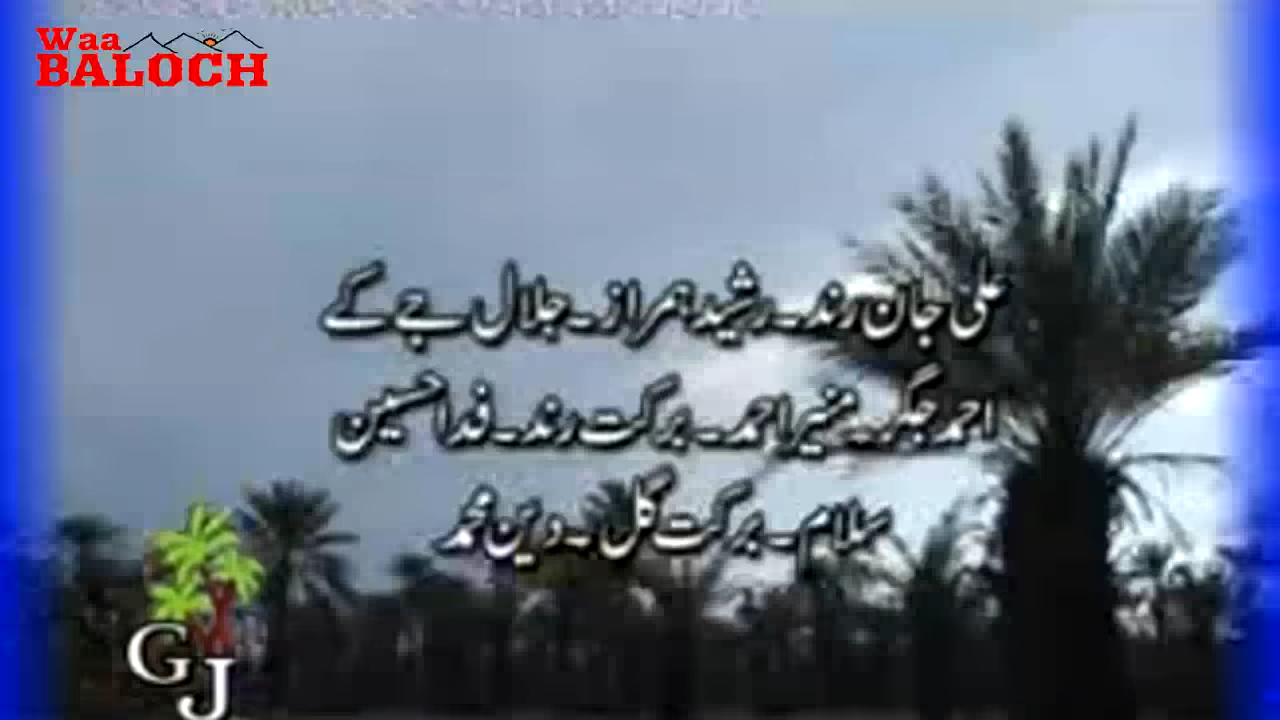 Waa
BALOCH
علی جان رند۔ رشید ہمراز۔ جلال جے کے
احمد جگر۔ منیر احمد۔ برکت رند۔ فدا حسین
سلام۔ برکت گل۔ دین محمد
GJ